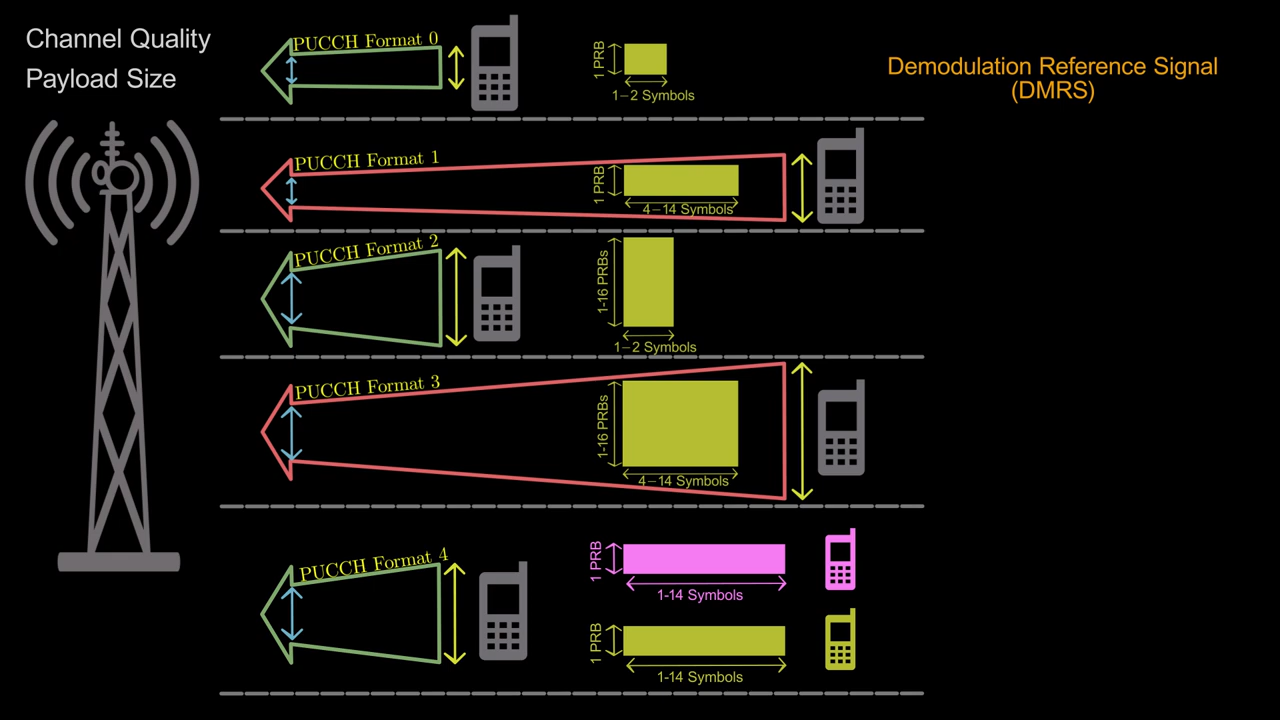 Channel Quality
Payload Size
Demodulation Reference Signal
(DMRS)
PUCCH Format 0
1 PRB
1−2 Symbols
PUCCH Format 1
1 PRB
4−14 Symbols
PUCCH Format 2
1-16 PRBs
1−2 Symbols
PUCCH Format 3
1-16 PRBs
4−14 Symbols
PUCCH Format 4
1 PRB
1-14 Symbols
1 PRB
1-14 Symbols